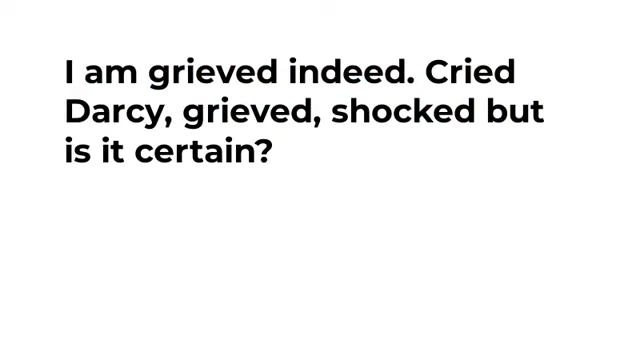 I am grieved indeed. Cried
Darcy, grieved, shocked but
is it certain?